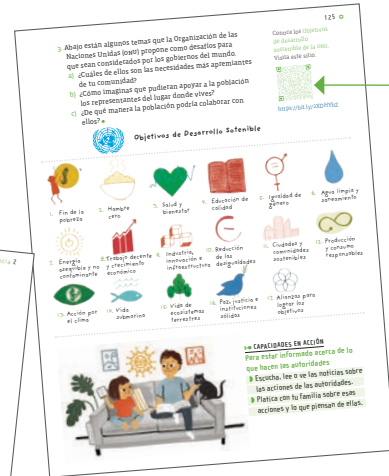 125
3 Abajo están algunos temas que la Organización de las
Naciones Unidas (ONU) propone como desafíos para
que sean considerados por los gobiernos del mundo.
a) ¿Cuáles de ellos son las necesidades más apremiantes
de tu comunidad?
b) ¿Cómo imaginas que pudieran apoyar a la población
los representantes del lugar donde vives?
c) ¿De qué manera la población podría colaborar con
ellos?
Conoce los Objetivos
de desarrollo
sostenible de la ONU.
Visita este sitio:
Objetivos de Desarrollo Sotenible
1. Fin de la
pobreza
2. Hambre
cero
3. Salud y
bienestar
4. Educación de
calidad
5. Igualdad de
género
6. Agua limpia y
saneamiento
7. Energía
asequible y no
contaminante
8. Trabajo decente
y crecimiento
económico
9. Industria,
innovación e
infraestructura
10. Reducción
de las
desigualdades
11. Ciudades y
comunidades
sostenibles
12. Producción
y consumo
responsables
13. Acción por
el clima
14. Vida
submarina
15. Vida de
ecosistemas
terrestres
16. Paz, justicia e
instituciones
sólidas
17. Alianzas para
lograr los
objetivos
CAPACIDADES EN ACCIÓN
Para estar informado acerca de lo
que hacen las autoridades
Escucha, lee o ve las noticias sobre
las acciones de las autoridades.
Platica con tu familia sobre esas
acciones y lo que piensan de ellas.